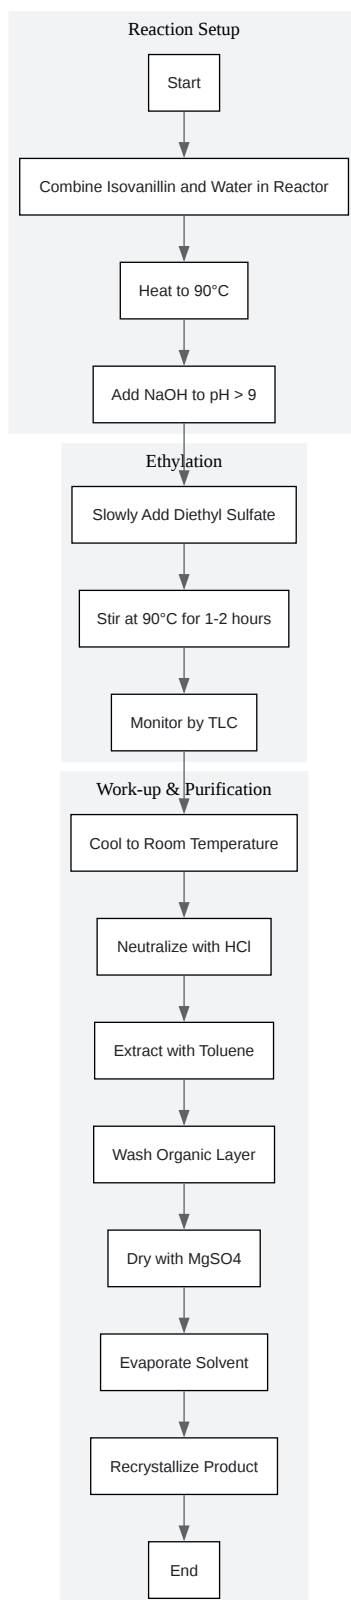 Reaction Setup
Start
Combine Isovanillin and Water in Reactor
Heat to 90°C
Add NaOH to pH > 9
Ethylation
Slowly Add Diethyl Sulfate
Stir at 90°C for 1-2 hours
Monitor by TLC
Work-up & Purification
Cool to Room Temperature
Neutralize with HCl
Extract with Toluene
Wash Organic Layer
Dry with MgSO4
Evaporate Solvent
Recrystallize Product
End